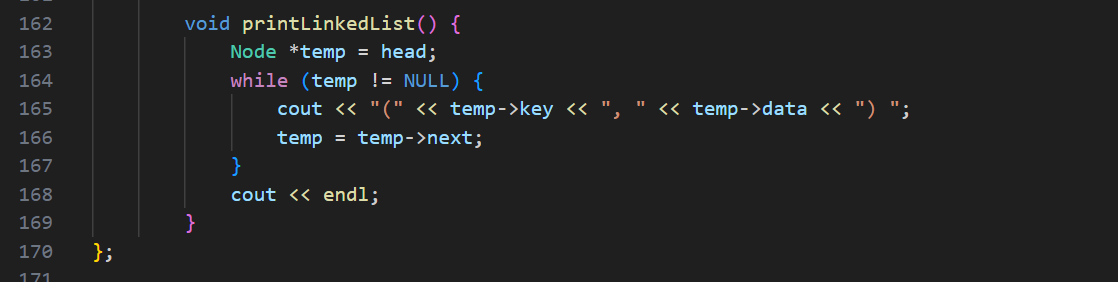 162 void printLinkedList() {
163 Node *temp = head;
164 while (temp != NULL) {
165 cout << "(" << temp->key << ", " << temp->data << ") ";
166 temp = temp->next;
167 }
168 cout << endl;
169 }
170 };
171